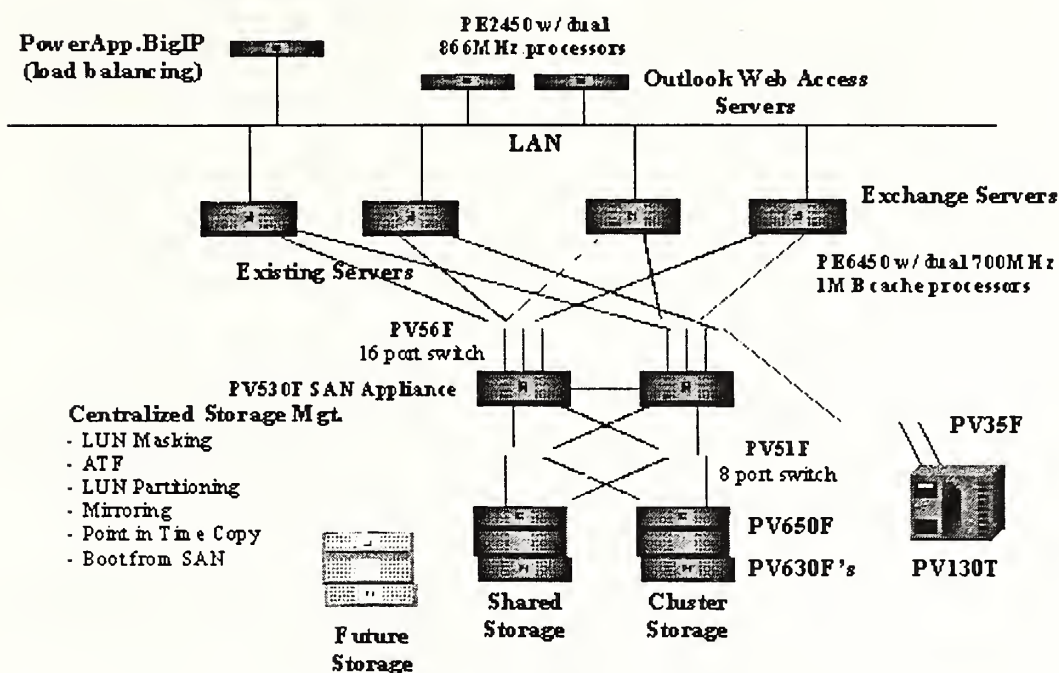 PowerApp.BigIP
(load balancing)
PE2450 w/ dual
866MHz processors
Outlook Web Access
Servers
LAN
Exchange Servers
Existing Servers
PE6450 w/ dual 700MHz
1MB cache processors
PV56F
16 port switch
PV530F SAN Appliance
Centralized Storage Mgt.
- LUN Masking
- ATF
- LUN Partitioning
- Mirroring
- Point in Time Copy
- Boot from SAN
PV51F
8 port switch
PV35F
PV650F
PV630F's
PV130T
Shared
Storage
Cluster
Storage
Future
Storage